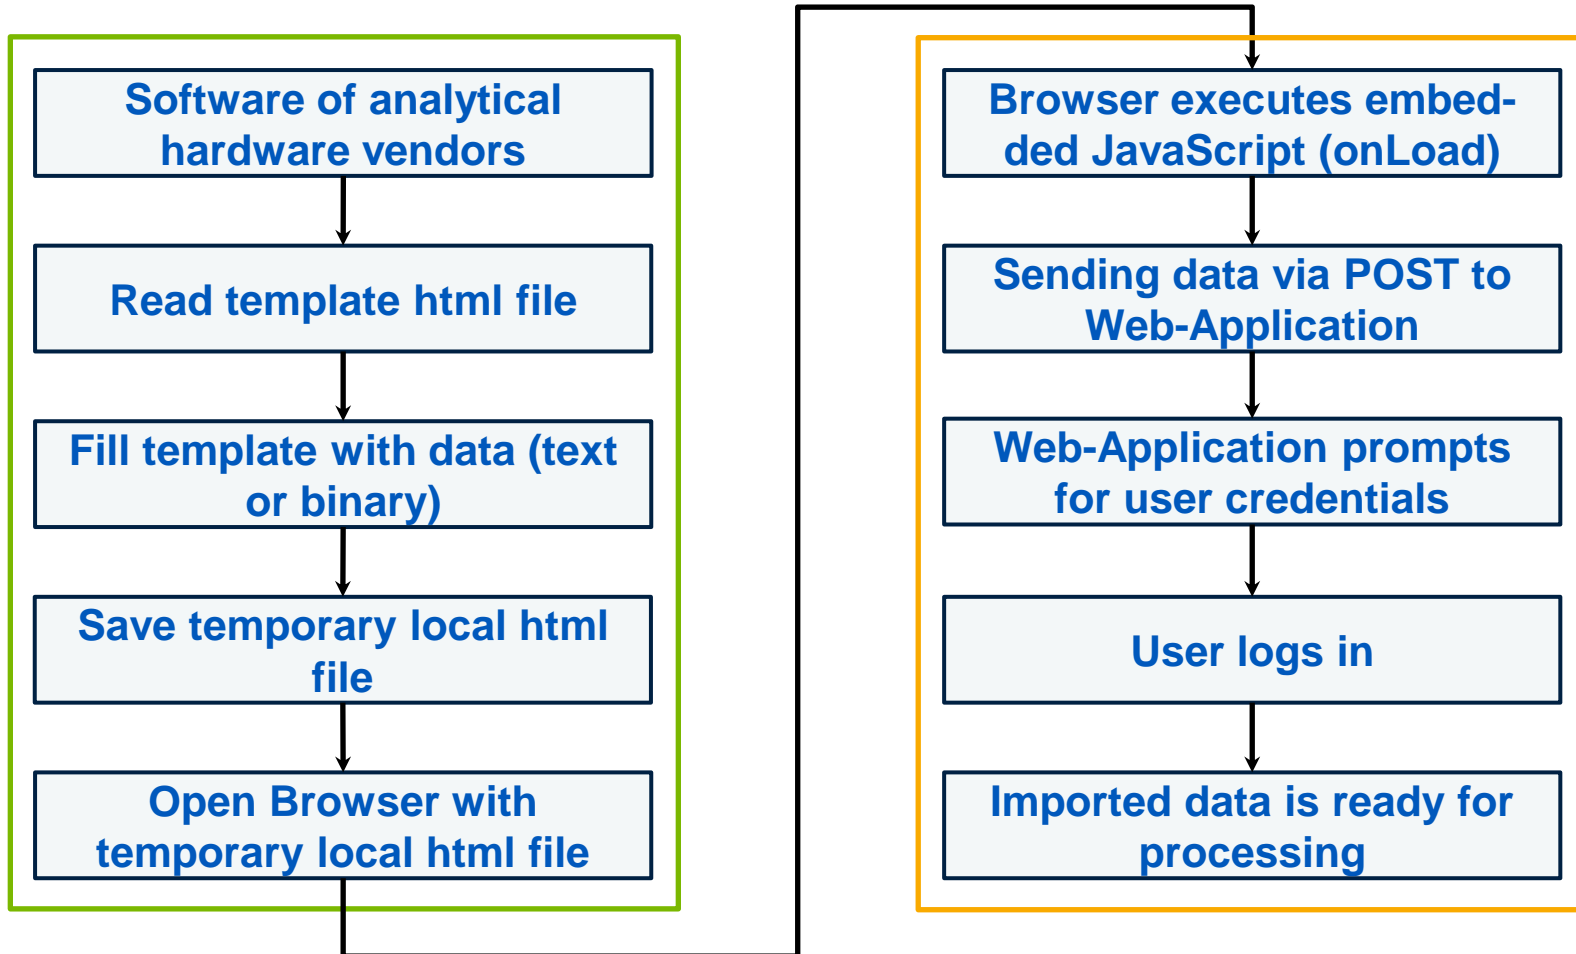 Software of analytical
hardware vendors
Read template html file
Fill template with data (text
or binary)
Save temporary local html
file
Open Browser with
temporary local html file
Browser executes embed-
ded JavaScript (onLoad)
Sending data via POST to
Web-Application
Web-Application prompts
for user credentials
User logs in
Imported data is ready for
processing